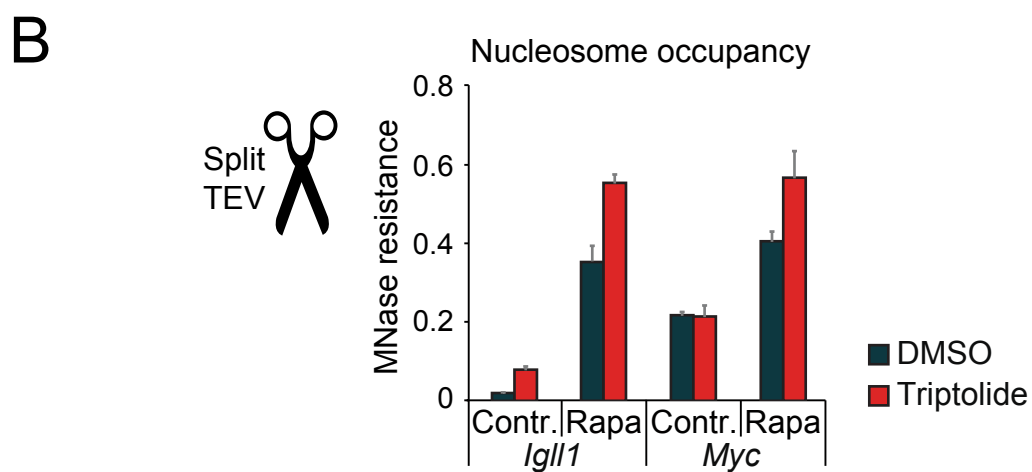 B
Nucleosome occupancy
Split
TEV
MNase resistance
0.8
0.6
0.4
0.2
0
Contr. Rapa Contr. Rapa
Igll1 Myc
DMSO
Triptolide